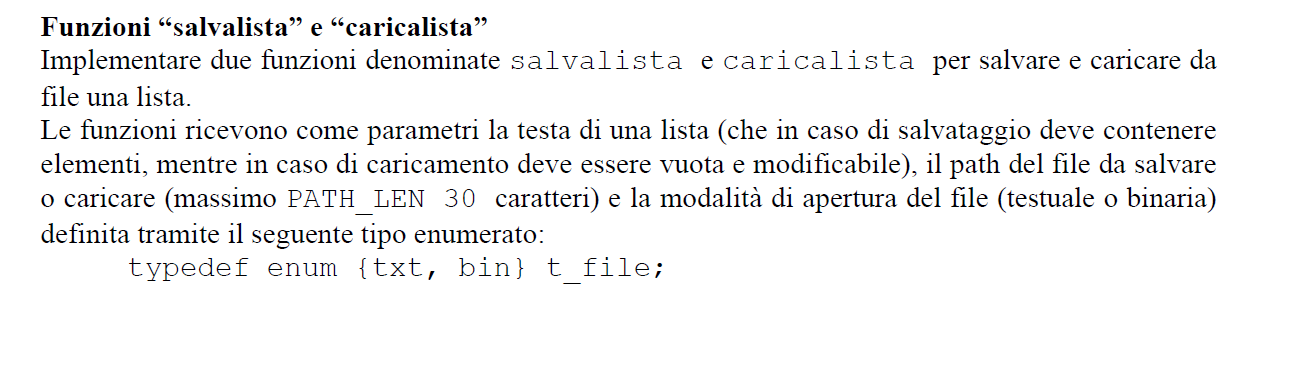 Funzioni “salvalista” e “caricalista”
Implementare due funzioni denominate salvalista e caricalista per salvare e caricare da
file una lista.
Le funzioni ricevono come parametri la testa di una lista (che in caso di salvataggio deve contenere
elementi, mentre in caso di caricamento deve essere vuota e modificabile), il path del file da salvare
o caricare (massimo PATH_LEN 30 caratteri) e la modalità di apertura del file (testuale o binaria)
definita tramite il seguente tipo enumerato:
typedef enum {txt, bin} t_file;